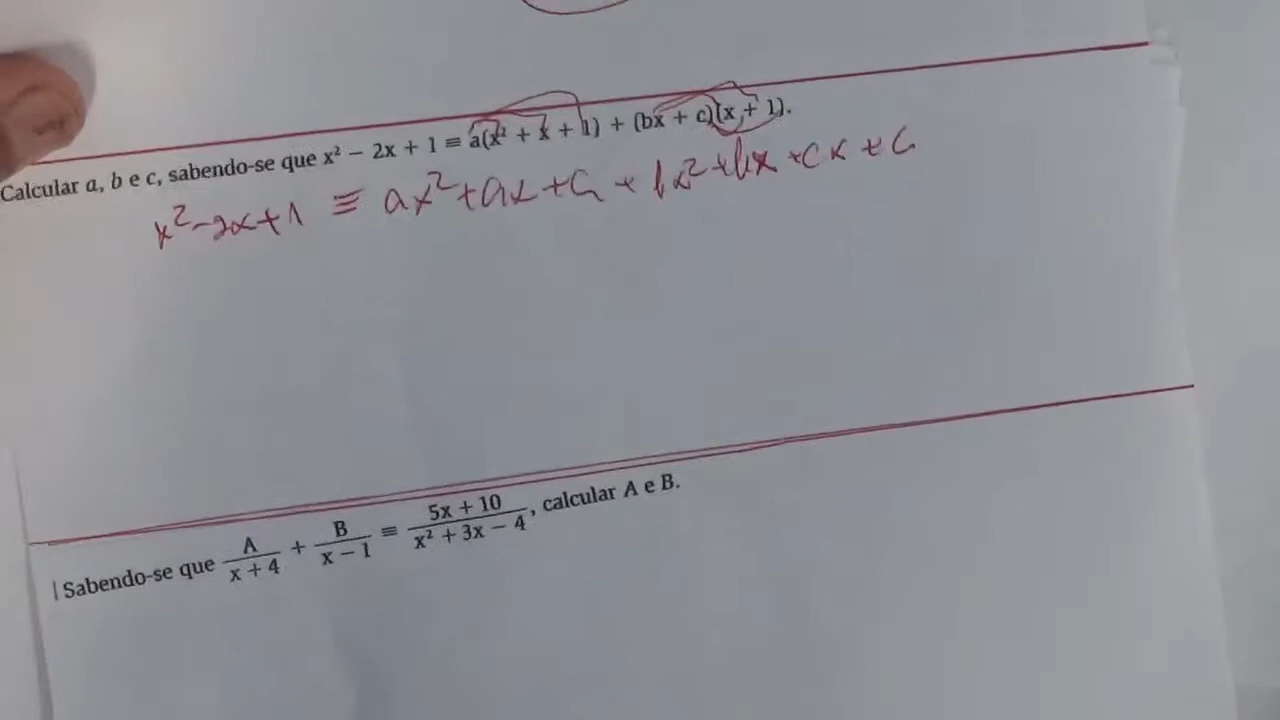 Calcular a, b e c, sabendo-se que x² − 2x + 1 ≡ a(x² + x + 1) + (bx + c)(x + 1).
x² − 2x + 1 ≡ ax² + ax + a + bx² + bx + cx + c
| Sabendo-se que A/(x + 4) + B/(x − 1) ≡ (5x + 10)/(x² + 3x − 4), calcular A e B.